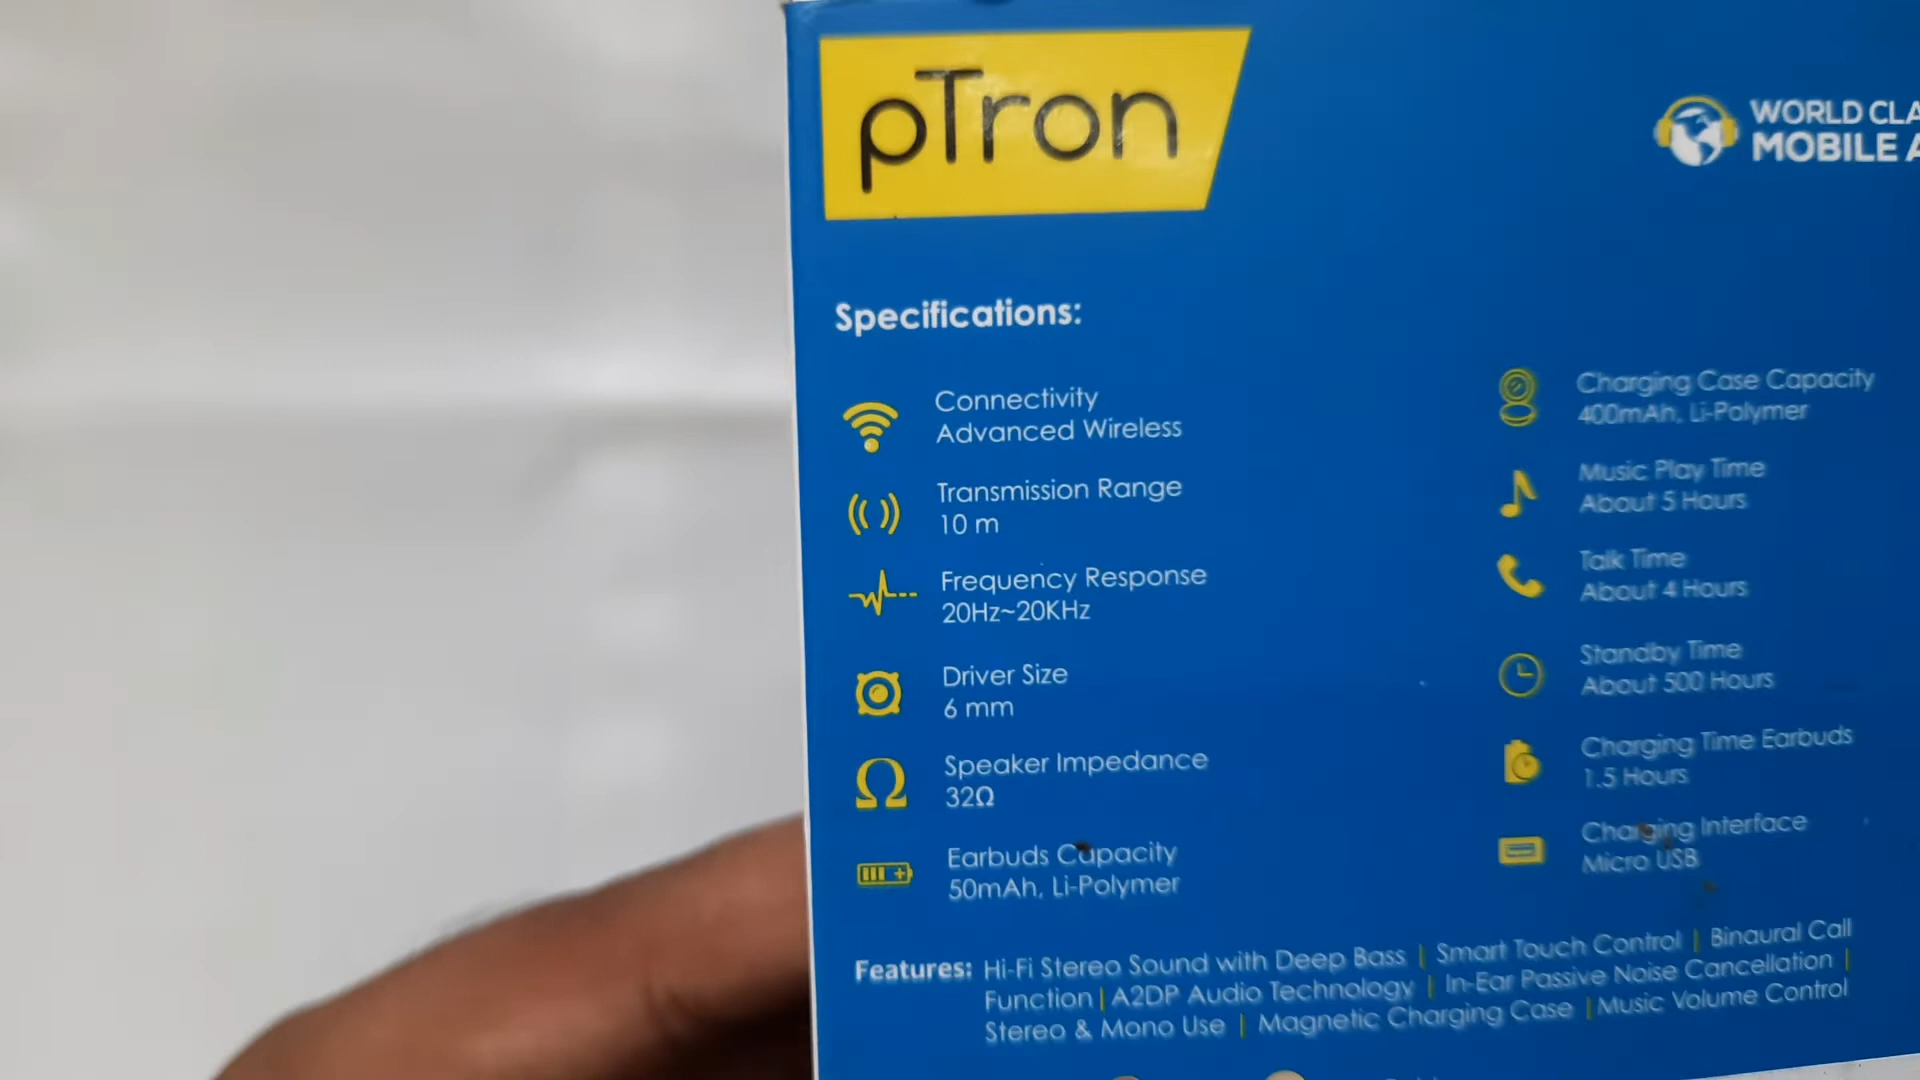 pTron
WORLD CLA
MOBILE A
Specifications:
Connectivity
Advanced Wireless
Transmission Range
10 m
Frequency Response
20Hz~20KHz
Driver Size
6 mm
Speaker Impedance
32Ω
Earbuds Capacity
50mAh, Li-Polymer
Charging Case Capacity
400mAh, Li-Polymer
Music Play Time
About 5 Hours
Talk Time
About 4 Hours
Standby Time
About 500 Hours
Charging Time Earbuds
1.5 Hours
Charging Interface
Micro USB
Features: Hi-Fi Stereo Sound with Deep Bass | Smart Touch Control | Binaural Call
Function | A2DP Audio Technology | In-Ear Passive Noise Cancellation |
Stereo & Mono Use | Magnetic Charging Case | Music Volume Control